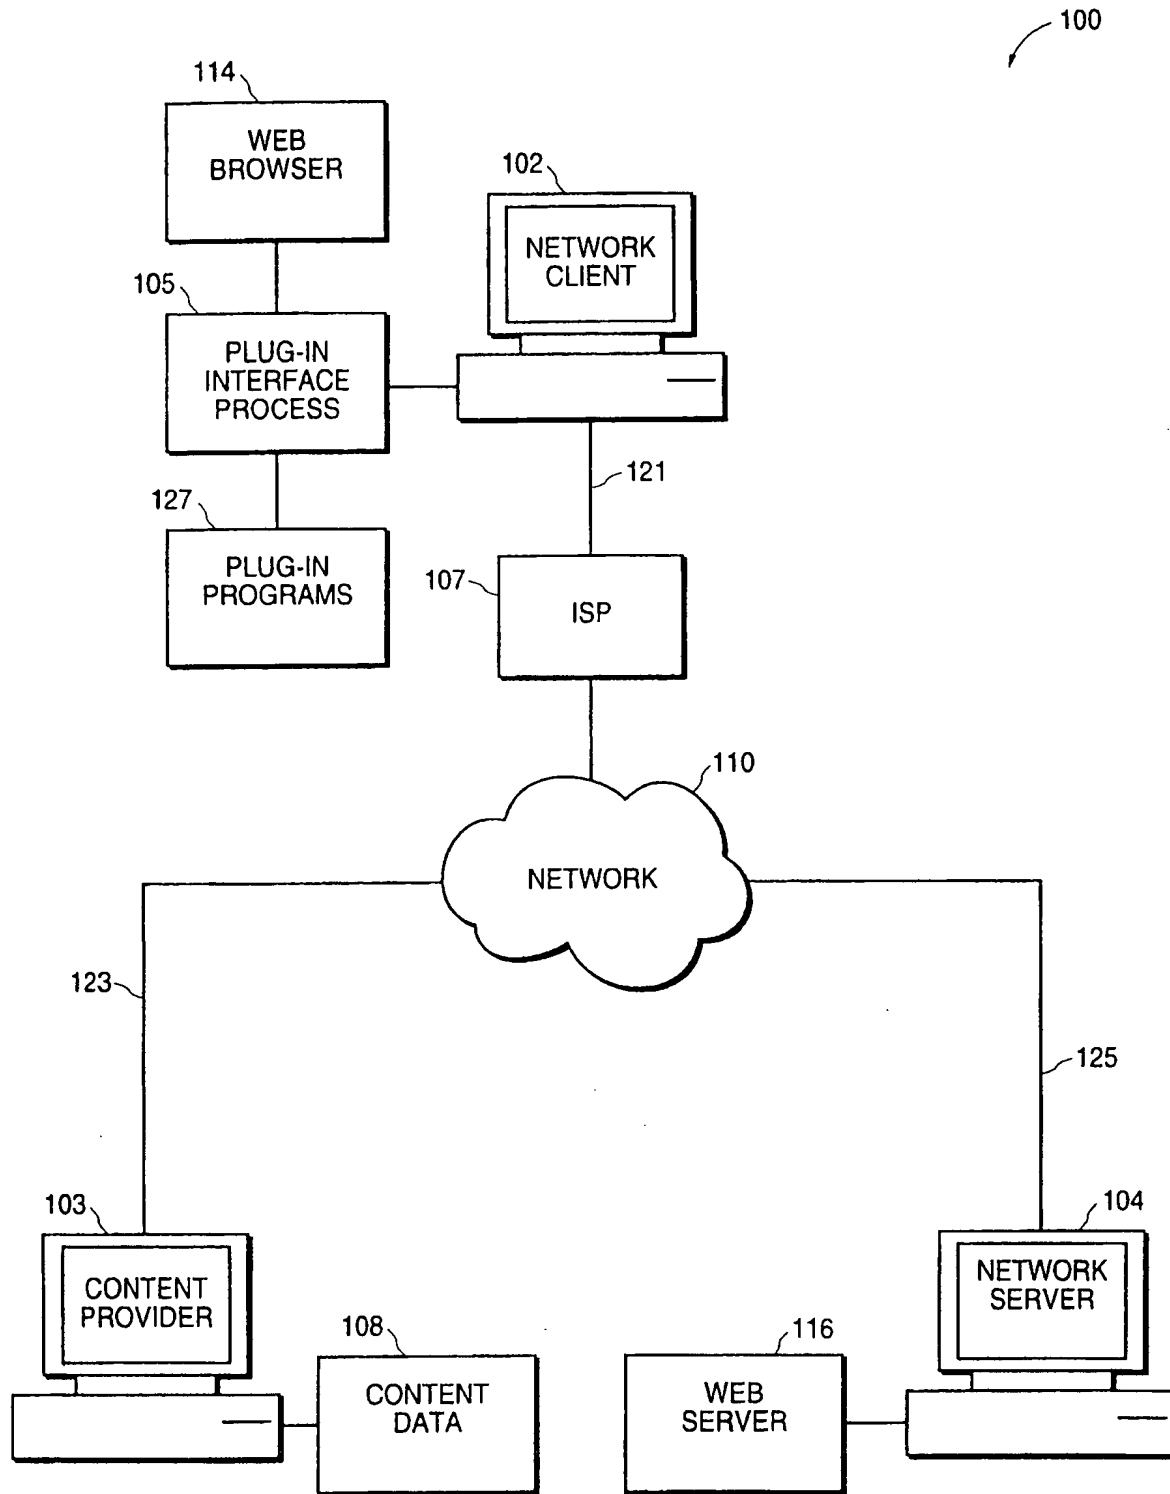 100
114
WEB
BROWSER
102
NETWORK
CLIENT
105
PLUG-IN
INTERFACE
PROCESS
121
127
PLUG-IN
PROGRAMS
107
ISP
110
NETWORK
123
125
103
CONTENT
PROVIDER
104
NETWORK
SERVER
108
CONTENT
DATA
116
WEB
SERVER